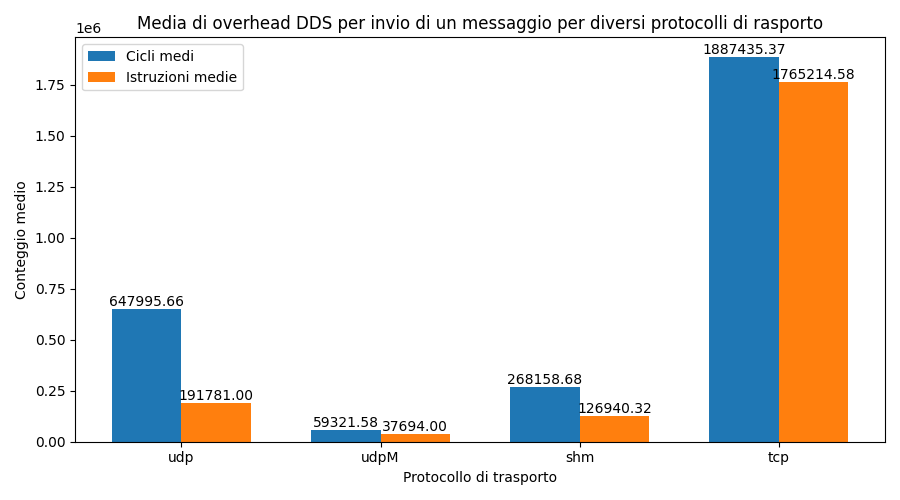 Media di overhead DDS per invio di un messaggio per diversi protocolli di rasporto
1e6
Cicli medi
Istruzioni medie
1887435.37
1765214.58
1.75
1.50
1.25
1.00
0.75
0.50
0.25
0.00
Conteggio medio
647995.66
191781.00
59321.58
37694.00
268158.68
126940.32
udp
udpM
shm
tcp
Protocollo di trasporto